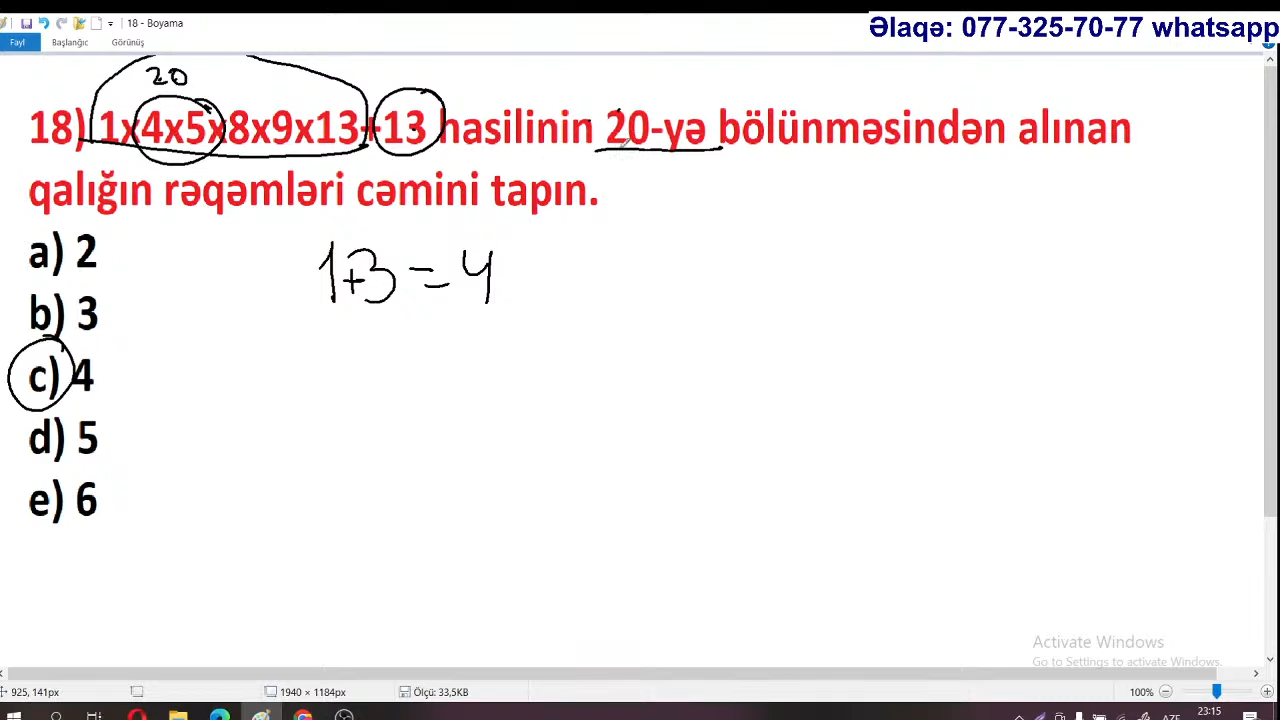 18 - Boyama
Əlaqə: 077-325-70-77 whatsapp
Fayl Başlanğıc Görünüş
20
18) 1x4x5x8x9x13+13 hasilinin 20-yə bölünməsindən alınan
qalığın rəqəmləri cəmini tapın.
a) 2
1+3=4
b) 3
c) 4
d) 5
e) 6
Activate Windows
Go to Settings to activate Windows.
925, 141px 1940 × 1184px Ölçü: 33,5KB 100%
AZE 23:15